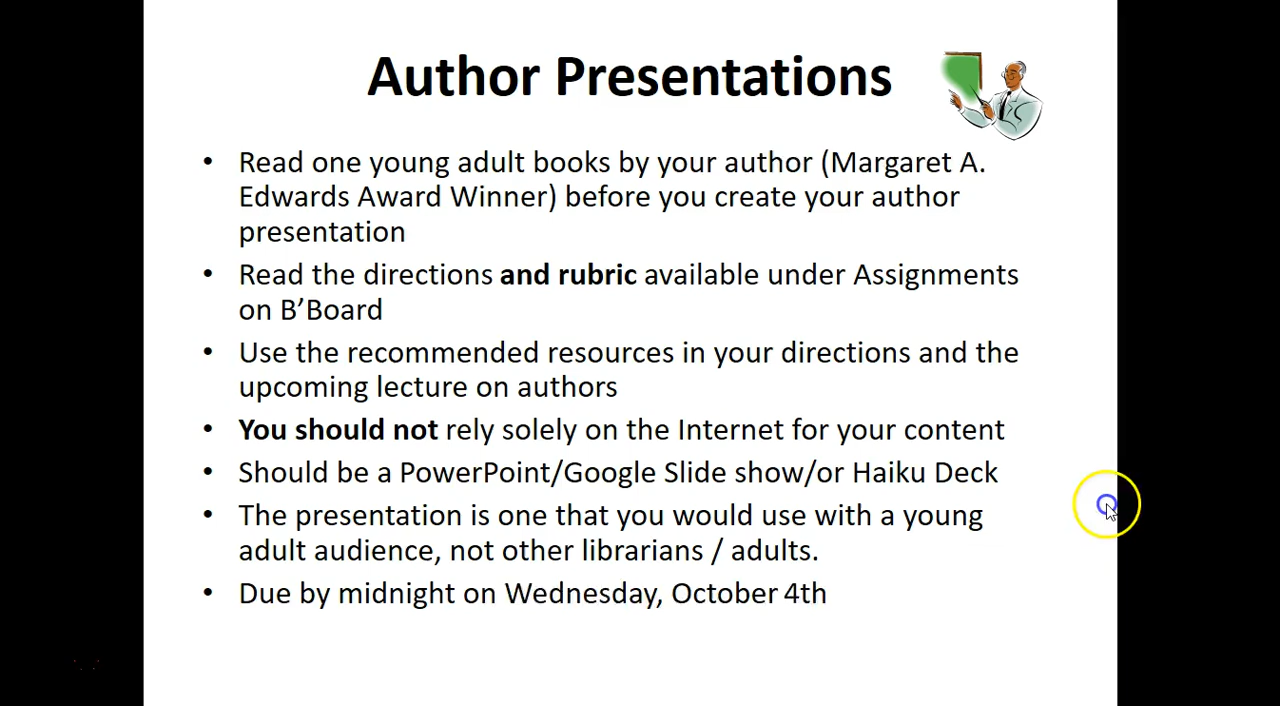 Author Presentations
• Read one young adult books by your author (Margaret A.
Edwards Award Winner) before you create your author
presentation
• Read the directions and rubric available under Assignments
on B’Board
• Use the recommended resources in your directions and the
upcoming lecture on authors
• You should not rely solely on the Internet for your content
• Should be a PowerPoint/Google Slide show/or Haiku Deck
• The presentation is one that you would use with a young
adult audience, not other librarians / adults.
• Due by midnight on Wednesday, October 4th